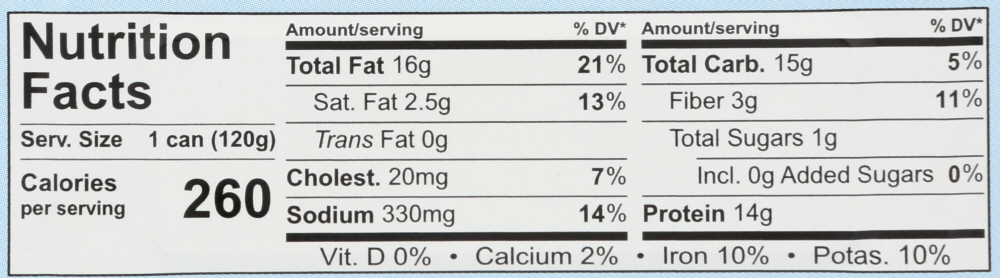 Nutrition
Facts
Serv. Size 1 can (120g)
Calories
per serving
260
Amount/serving % DV*
Total Fat 16g 21%
Sat. Fat 2.5g 13%
Trans Fat 0g
Cholest. 20mg 7%
Sodium 330mg 14%
Amount/serving % DV*
Total Carb. 15g 5%
Fiber 3g 11%
Total Sugars 1g
Incl. 0g Added Sugars 0%
Protein 14g
Vit. D 0% • Calcium 2% • Iron 10% • Potas. 10%